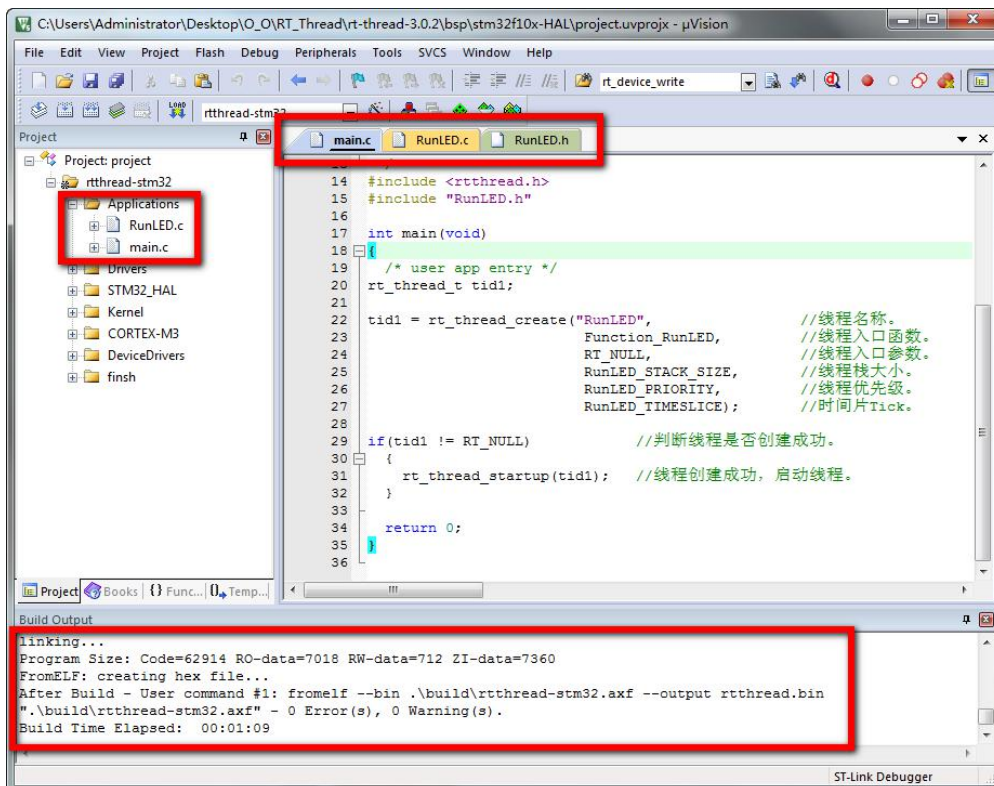 C:\Users\Administrator\Desktop\O_O\RT_Thread\rt-thread-3.0.2\bsp\stm32f10x-HAL\project.uvprojx - µVision
File Edit View Project Flash Debug Peripherals Tools SVCS Window Help
rt_device_write
LOAD rtthread-stm32
Project
main.c RunLED.c RunLED.h
Project: project
rtthread-stm32
Applications
RunLED.c
main.c
Drivers
STM32_HAL
Kernel
CORTEX-M3
DeviceDrivers
finsh
14 #include <rtthread.h>
15 #include "RunLED.h"
16
17 int main(void)
18 {
19 /* user app entry */
20 rt_thread_t tid1;
21
22 tid1 = rt_thread_create("RunLED", //线程名称。
23 Function_RunLED, //线程入口函数。
24 RT_NULL, //线程入口参数。
25 RunLED_STACK_SIZE, //线程栈大小。
26 RunLED_PRIORITY, //线程优先级。
27 RunLED_TIMESLICE); //时间片Tick。
28
29 if(tid1 != RT_NULL) //判断线程是否创建成功。
30 {
31 rt_thread_startup(tid1); //线程创建成功，启动线程。
32 }
33
34 return 0;
35 }
36
Project Books {} Func... Temp...
Build Output
linking...
Program Size: Code=62914 RO-data=7018 RW-data=712 ZI-data=7360
FromELF: creating hex file...
After Build - User command #1: fromelf --bin .\build\rtthread-stm32.axf --output rtthread.bin
".\build\rtthread-stm32.axf" - 0 Error(s), 0 Warning(s).
Build Time Elapsed: 00:01:09
ST-Link Debugger